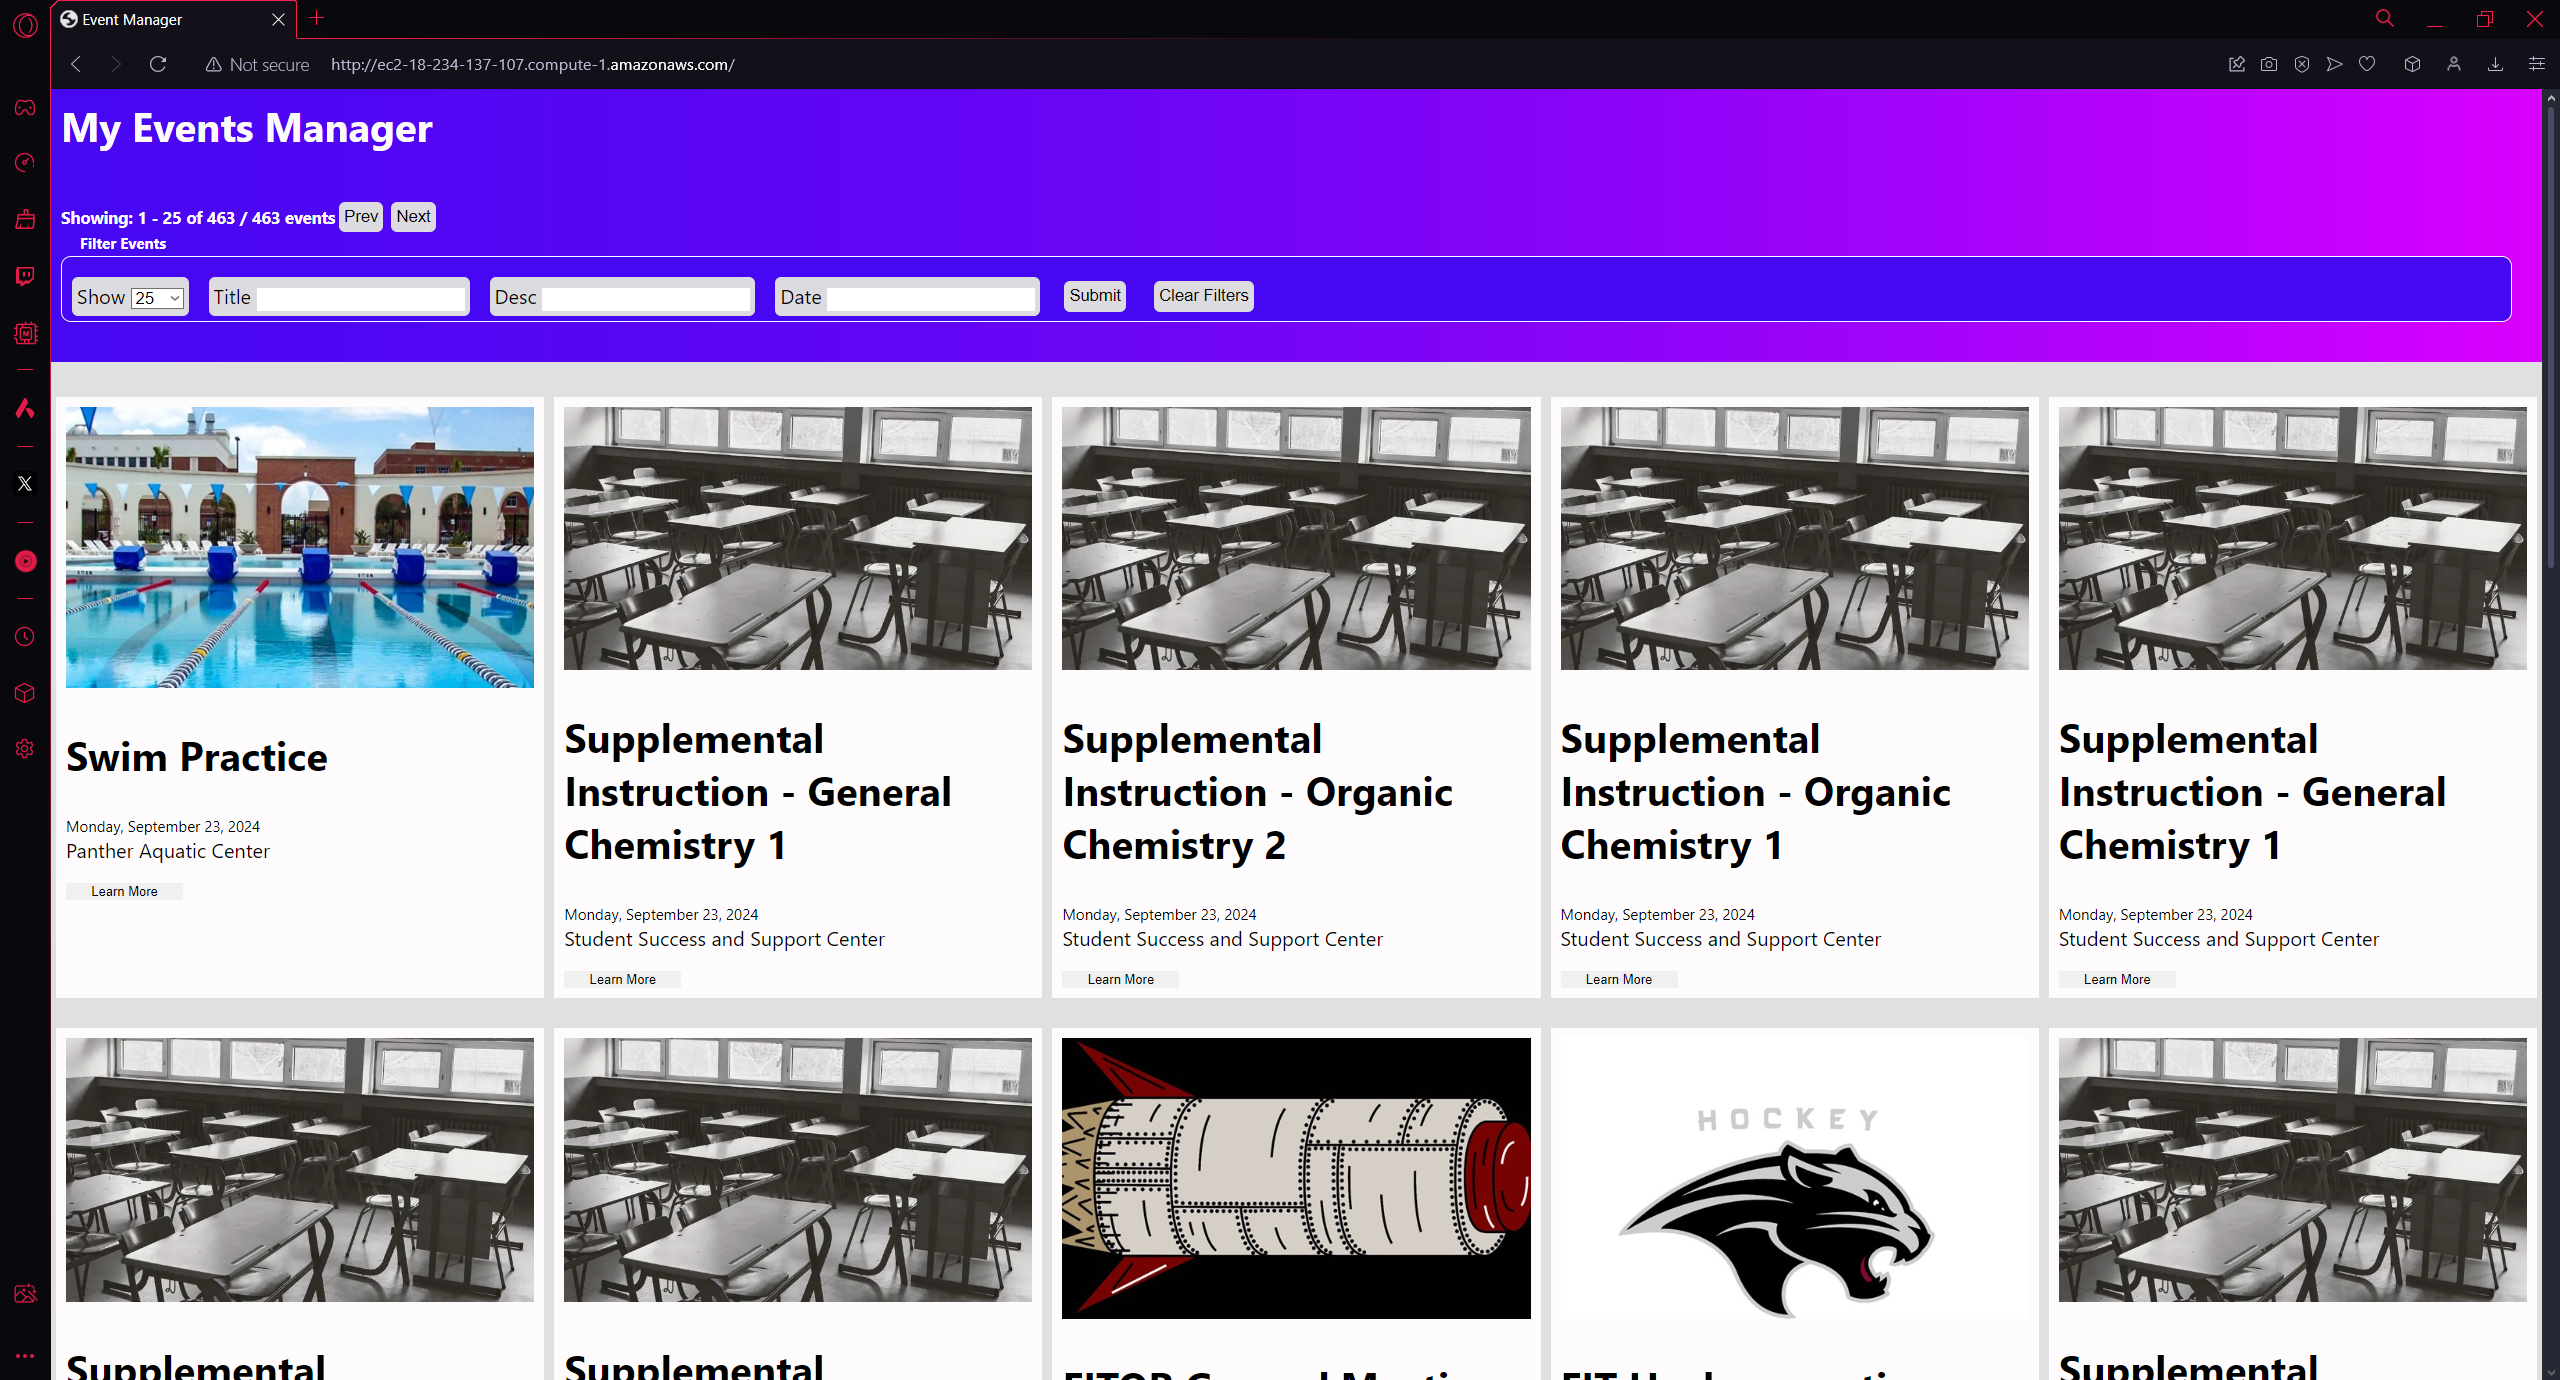 Event Manager
Not secure http://ec2-18-234-137-107.compute-1.amazonaws.com/
My Events Manager
Showing: 1 - 25 of 463 / 463 events Prev Next
Filter Events
Show 25 Title Desc Date Submit Clear Filters
Swim Practice
Monday, September 23, 2024
Panther Aquatic Center
Learn More
Supplemental
Instruction - General
Chemistry 1
Monday, September 23, 2024
Student Success and Support Center
Learn More
Supplemental
Instruction - Organic
Chemistry 2
Monday, September 23, 2024
Student Success and Support Center
Learn More
Supplemental
Instruction - Organic
Chemistry 1
Monday, September 23, 2024
Student Success and Support Center
Learn More
Supplemental
Instruction - General
Chemistry 1
Monday, September 23, 2024
Student Success and Support Center
Learn More
HOCKEY
Supplemental
Supplemental
Supplemental